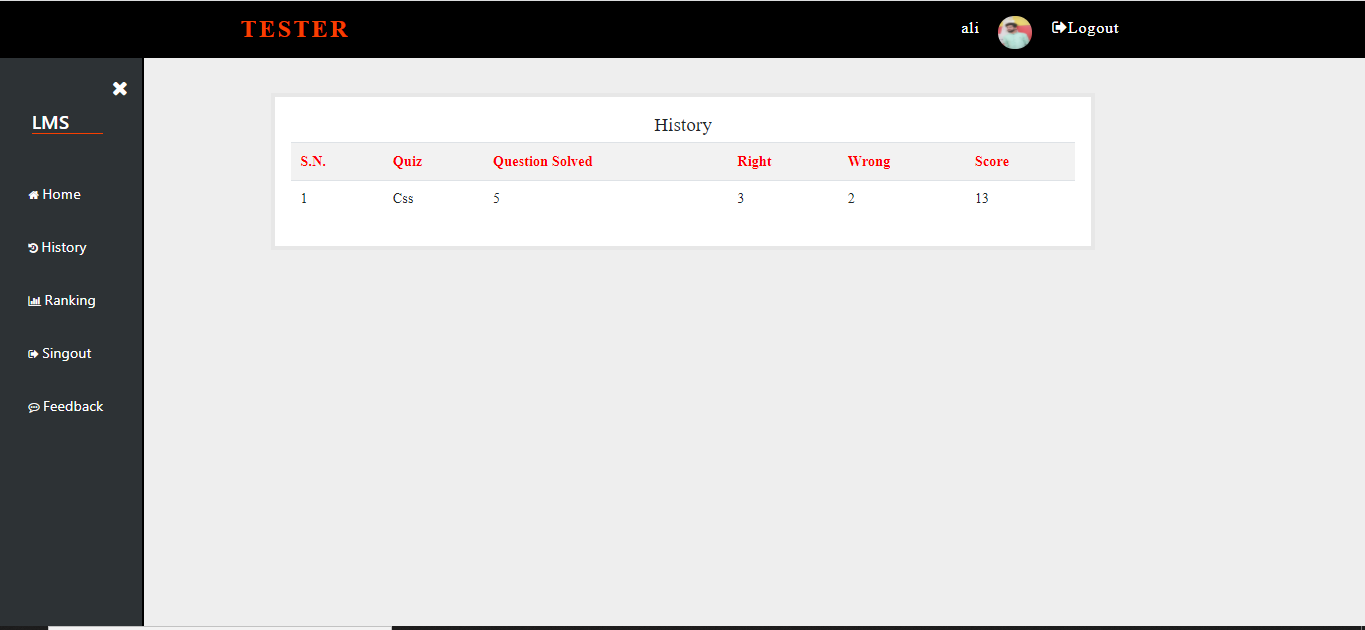 TESTER
ali Logout
LMS
Home
History
Ranking
Singout
Feedback
History
S.N. Quiz Question Solved Right Wrong Score
1 Css 5 3 2 13